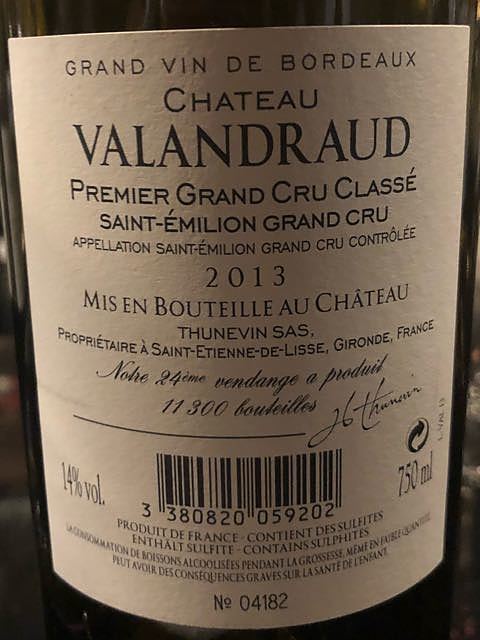 GRAND VIN DE BORDEAUX
CHATEAU
VALANDRAUD
PREMIER GRAND CRU CLASSÉ
SAINT-ÉMILION GRAND CRU
APPELLATION SAINT-ÉMILION GRAND CRU CONTRÔLÉE
2013
MIS EN BOUTEILLE AU CHÂTEAU
THUNEVIN SAS,
PROPRIÉTAIRE À SAINT-ETIENNE-DE-LISSE, GIRONDE, FRANCE
Notre 24ème vendange a produit
11 300 bouteilles
JL Thunevin
L. VAL 13
14% vol.
750 ml
3 380820 059202
PRODUIT DE FRANCE - CONTIENT DES SULFITES
ENTHÄLT SULFITE - CONTAINS SULPHITES
LA CONSOMMATION DE BOISSONS ALCOOLISÉES PENDANT LA GROSSESSE, MÊME EN FAIBLE QUANTITÉ,
PEUT AVOIR DES CONSÉQUENCES GRAVES SUR LA SANTÉ DE L'ENFANT.
№ 04182